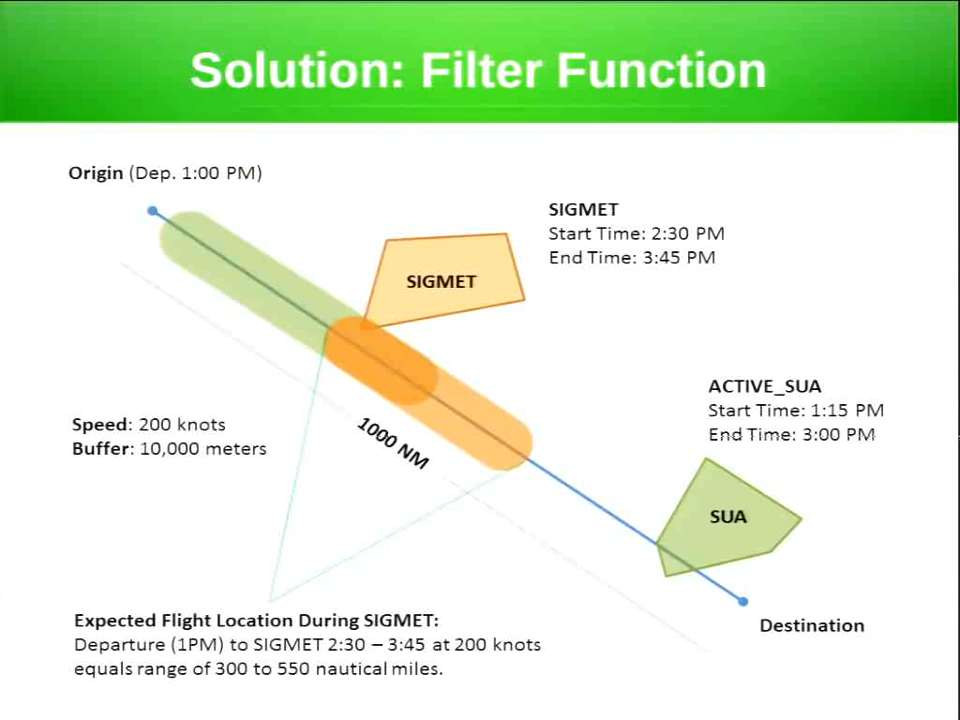 Solution: Filter Function
Origin (Dep. 1:00 PM)
SIGMET
Start Time: 2:30 PM
End Time: 3:45 PM
SIGMET
ACTIVE_SUA
Start Time: 1:15 PM
End Time: 3:00 PM
Speed: 200 knots
Buffer: 10,000 meters
1000 NM
SUA
Expected Flight Location During SIGMET:
Departure (1PM) to SIGMET 2:30 – 3:45 at 200 knots
equals range of 300 to 550 nautical miles.
Destination